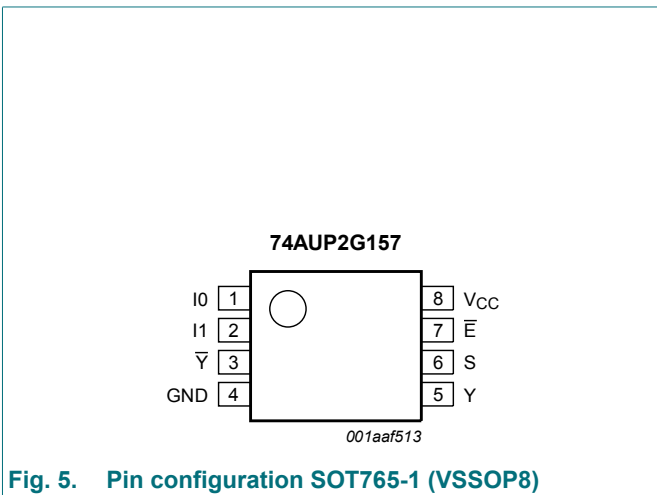 74AUP2G157
I0 1 8 VCC
I1 2 7 E̅
Y̅ 3 6 S
GND 4 5 Y
001aaf513
Fig. 5. Pin configuration SOT765-1 (VSSOP8)